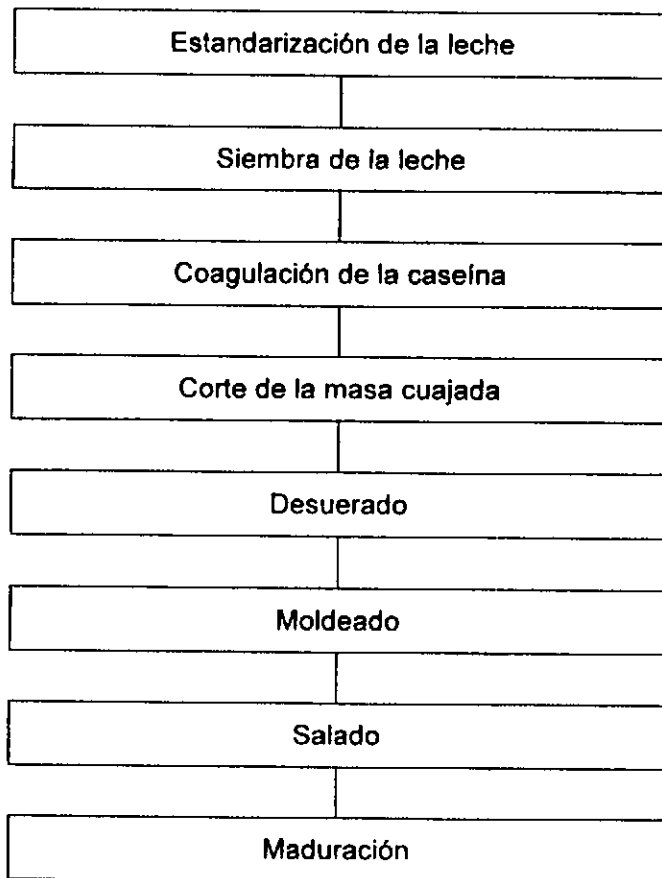 Estandarización de la leche
Siembra de la leche
Coagulación de la caseína
Corte de la masa cuajada
Desuerado
Moldeado
Salado
Maduración